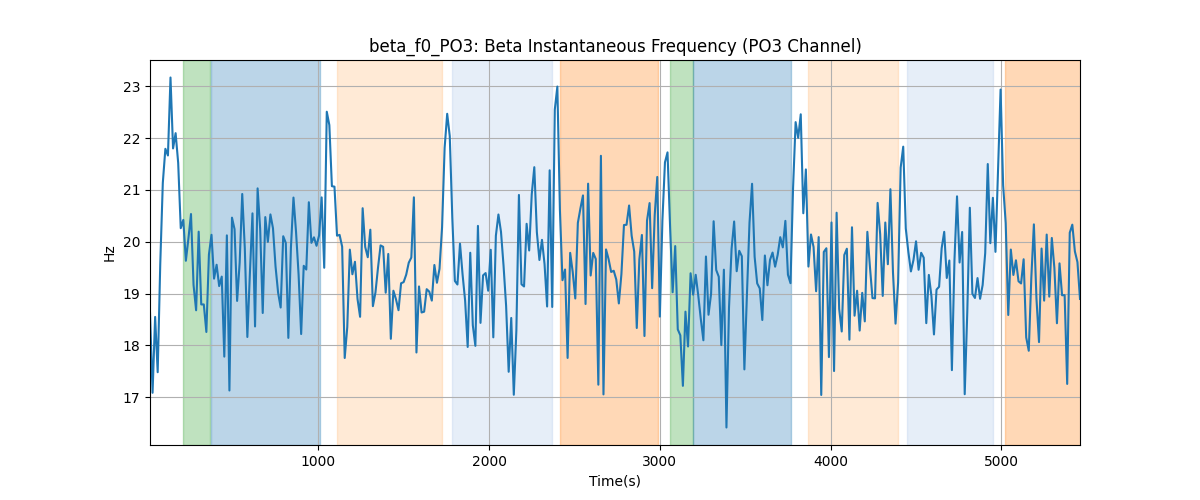 beta_f0_PO3: Beta Instantaneous Frequency (PO3 Channel)
23
22
21
20
19
18
17
Hz
1000 2000 3000 4000 5000
Time(s)